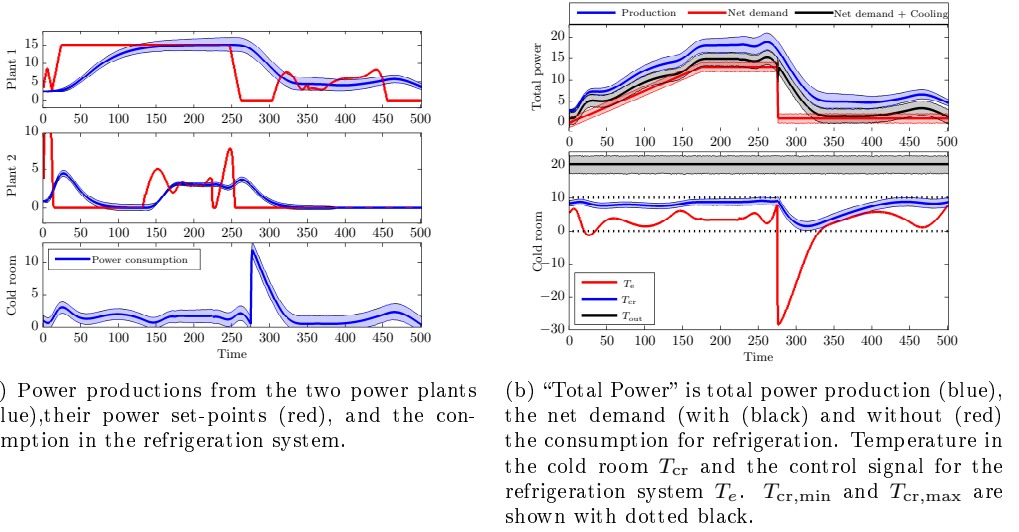 Production Net demand Net demand + Cooling
Plant 1
15
10
5
0
0 50 100 150 200 250 300 350 400 450 500
Plant 2
10
5
0
0 50 100 150 200 250 300 350 400 450 500
Cold room
10
5
0
Power consumption
0 50 100 150 200 250 300 350 400 450 500
Time
Total power
20
15
10
5
0
0 50 100 150 200 250 300 350 400 450 500
Cold room
20
10
0
−10
−20
−30
Te
Tcr
Tout
0 50 100 150 200 250 300 350 400 450 500
Time
) Power productions from the two power plants
lue),their power set-points (red), and the con-
mption in the refrigeration system.
(b) “Total Power” is total power production (blue),
the net demand (with (black) and without (red)
the consumption for refrigeration. Temperature in
the cold room Tcr and the control signal for the
refrigeration system Te. Tcr,min and Tcr,max are
shown with dotted black.